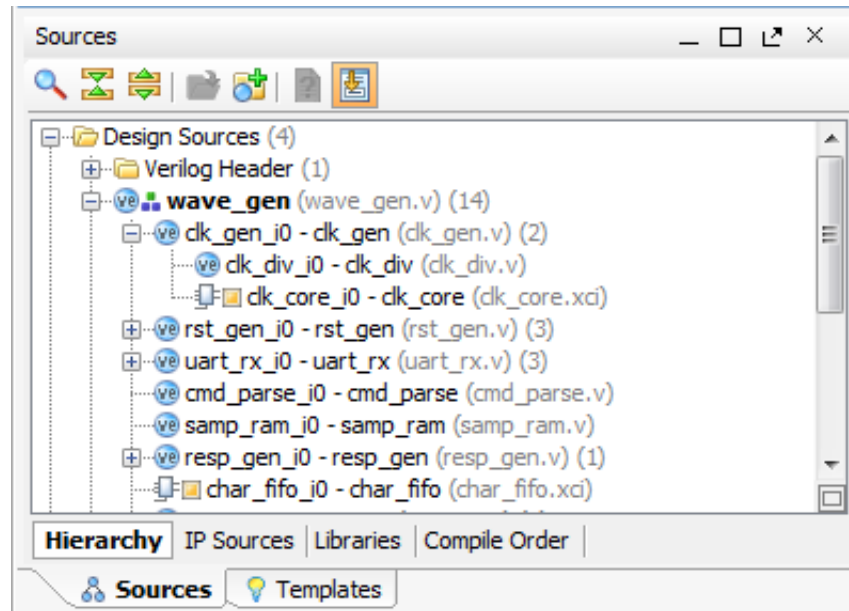 Sources
Design Sources (4)
Verilog Header (1)
wave_gen (wave_gen.v) (14)
clk_gen_i0 - clk_gen (clk_gen.v) (2)
clk_div_i0 - clk_div (clk_div.v)
clk_core_i0 - clk_core (clk_core.xci)
rst_gen_i0 - rst_gen (rst_gen.v) (3)
uart_rx_i0 - uart_rx (uart_rx.v) (3)
cmd_parse_i0 - cmd_parse (cmd_parse.v)
samp_ram_i0 - samp_ram (samp_ram.v)
resp_gen_i0 - resp_gen (resp_gen.v) (1)
char_fifo_i0 - char_fifo (char_fifo.xci)
Hierarchy IP Sources Libraries Compile Order
Sources Templates